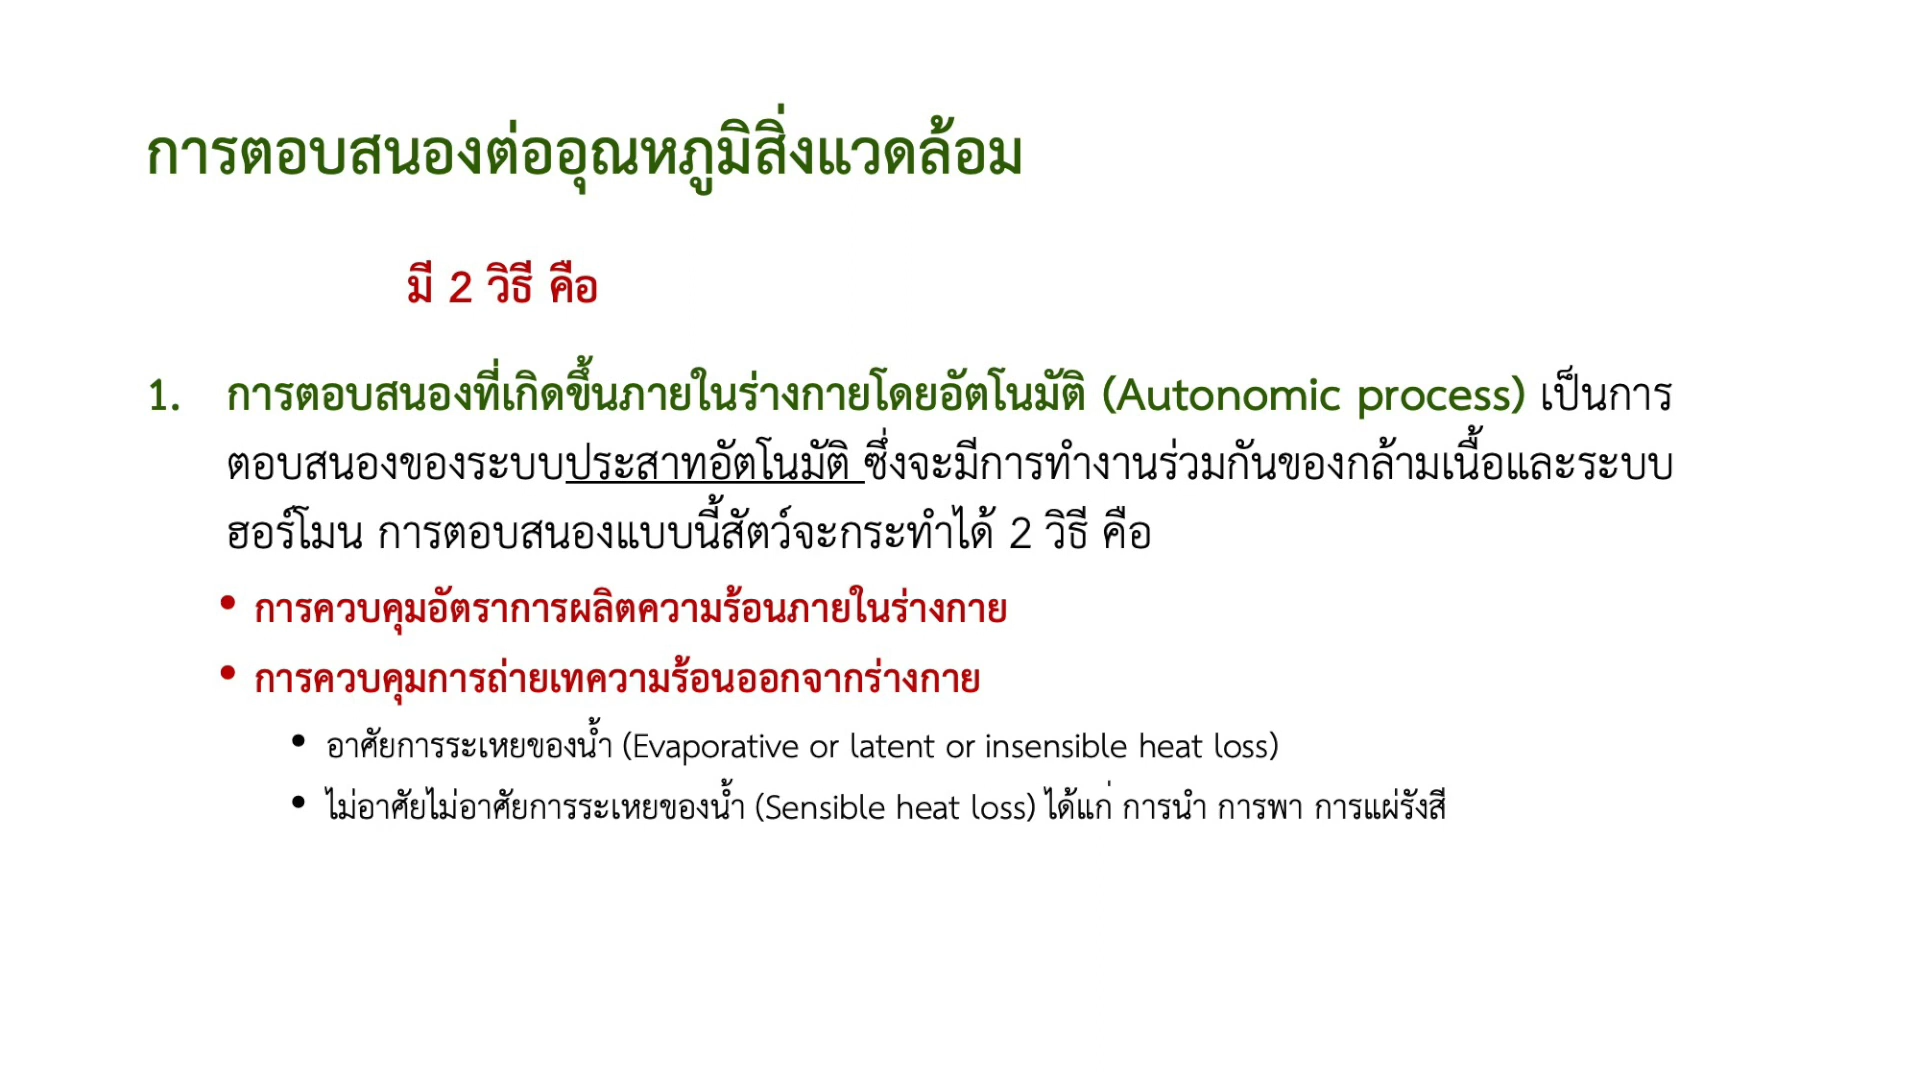 การตอบสนองต่ออุณหภูมิสิ่งแวดล้อม
มี 2 วิธี คือ
1. การตอบสนองที่เกิดขึ้นภายในร่างกายโดยอัตโนมัติ (Autonomic process) เป็นการ
ตอบสนองของระบบประสาทอัตโนมัติ ซึ่งจะมีการทำงานร่วมกันของกล้ามเนื้อและระบบ
ฮอร์โมน การตอบสนองแบบนี้สัตว์จะกระทำได้ 2 วิธี คือ
• การควบคุมอัตราการผลิตความร้อนภายในร่างกาย
• การควบคุมการถ่ายเทความร้อนออกจากร่างกาย
• อาศัยการระเหยของน้ำ (Evaporative or latent or insensible heat loss)
• ไม่อาศัยไม่อาศัยการระเหยของน้ำ (Sensible heat loss) ได้แก่ การนำ การพา การแผ่รังสี